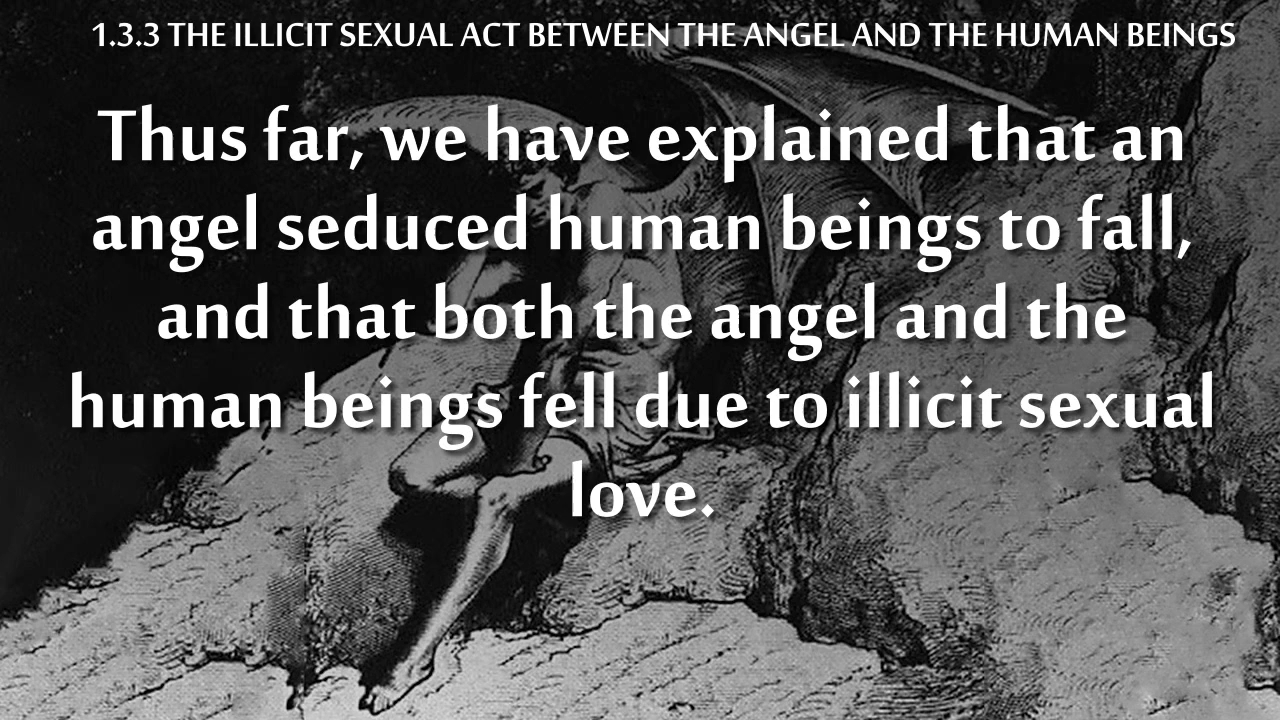 1.3.3 THE ILLICIT SEXUAL ACT BETWEEN THE ANGEL AND THE HUMAN BEINGS
Thus far, we have explained that an
angel seduced human beings to fall,
and that both the angel and the
human beings fell due to illicit sexual
love.